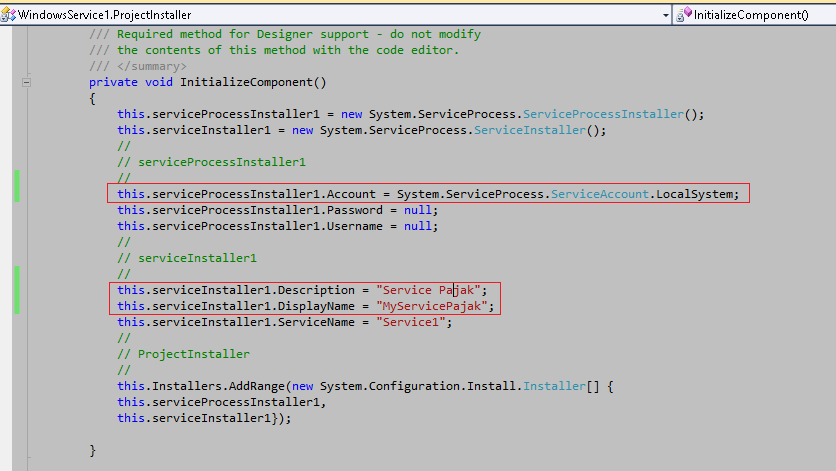 WindowsService1.ProjectInstaller
InitializeComponent()
/// Required method for Designer support - do not modify
/// the contents of this method with the code editor.
/// </summary>
private void InitializeComponent()
{
this.serviceProcessInstaller1 = new System.ServiceProcess.ServiceProcessInstaller();
this.serviceInstaller1 = new System.ServiceProcess.ServiceInstaller();
//
// serviceProcessInstaller1
//
this.serviceProcessInstaller1.Account = System.ServiceProcess.ServiceAccount.LocalSystem;
this.serviceProcessInstaller1.Password = null;
this.serviceProcessInstaller1.Username = null;
//
// serviceInstaller1
//
this.serviceInstaller1.Description = "Service Pajak";
this.serviceInstaller1.DisplayName = "MyServicePajak";
this.serviceInstaller1.ServiceName = "Service1";
//
// ProjectInstaller
//
this.Installers.AddRange(new System.Configuration.Install.Installer[] {
this.serviceProcessInstaller1,
this.serviceInstaller1});
}